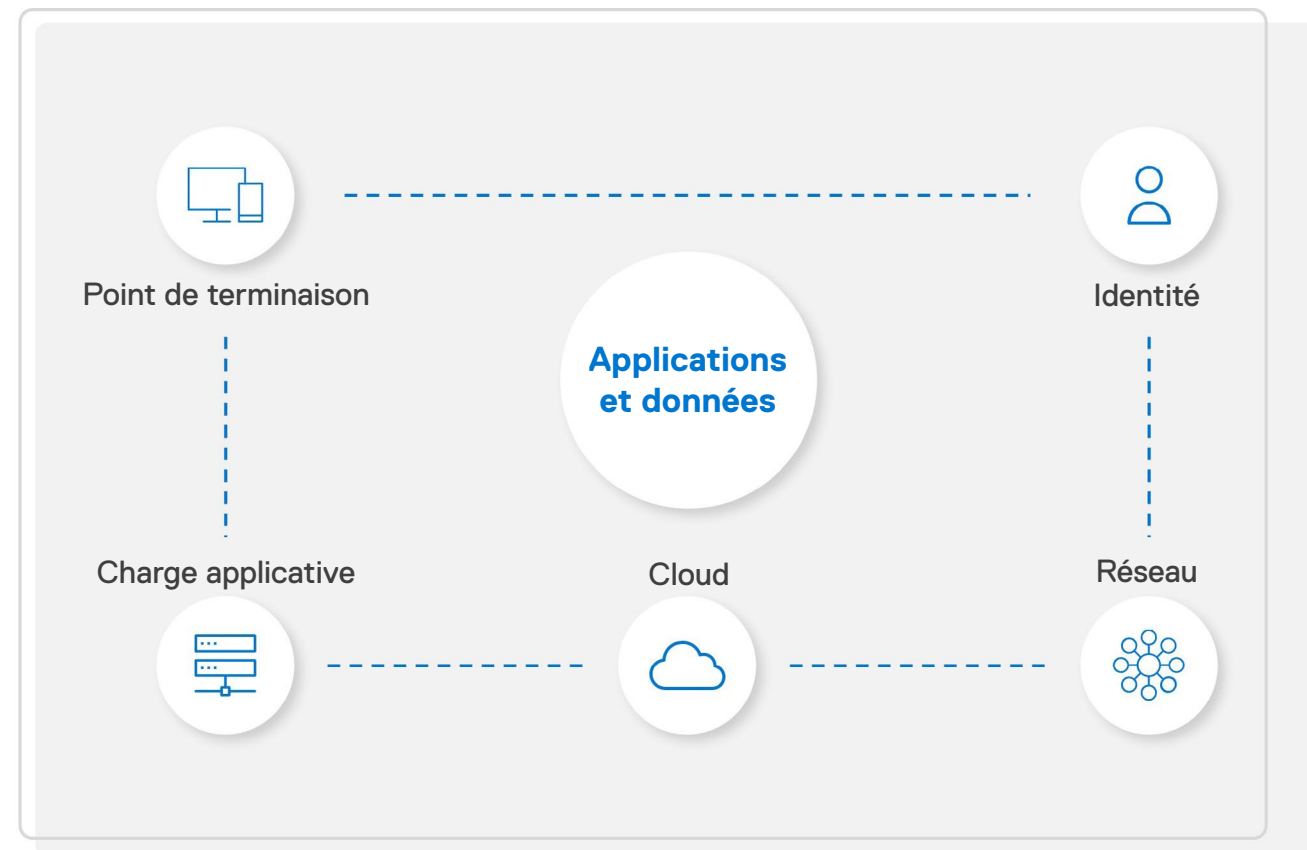 Point de terminaison
Identité
Applications
et données
Charge applicative
Cloud
Réseau